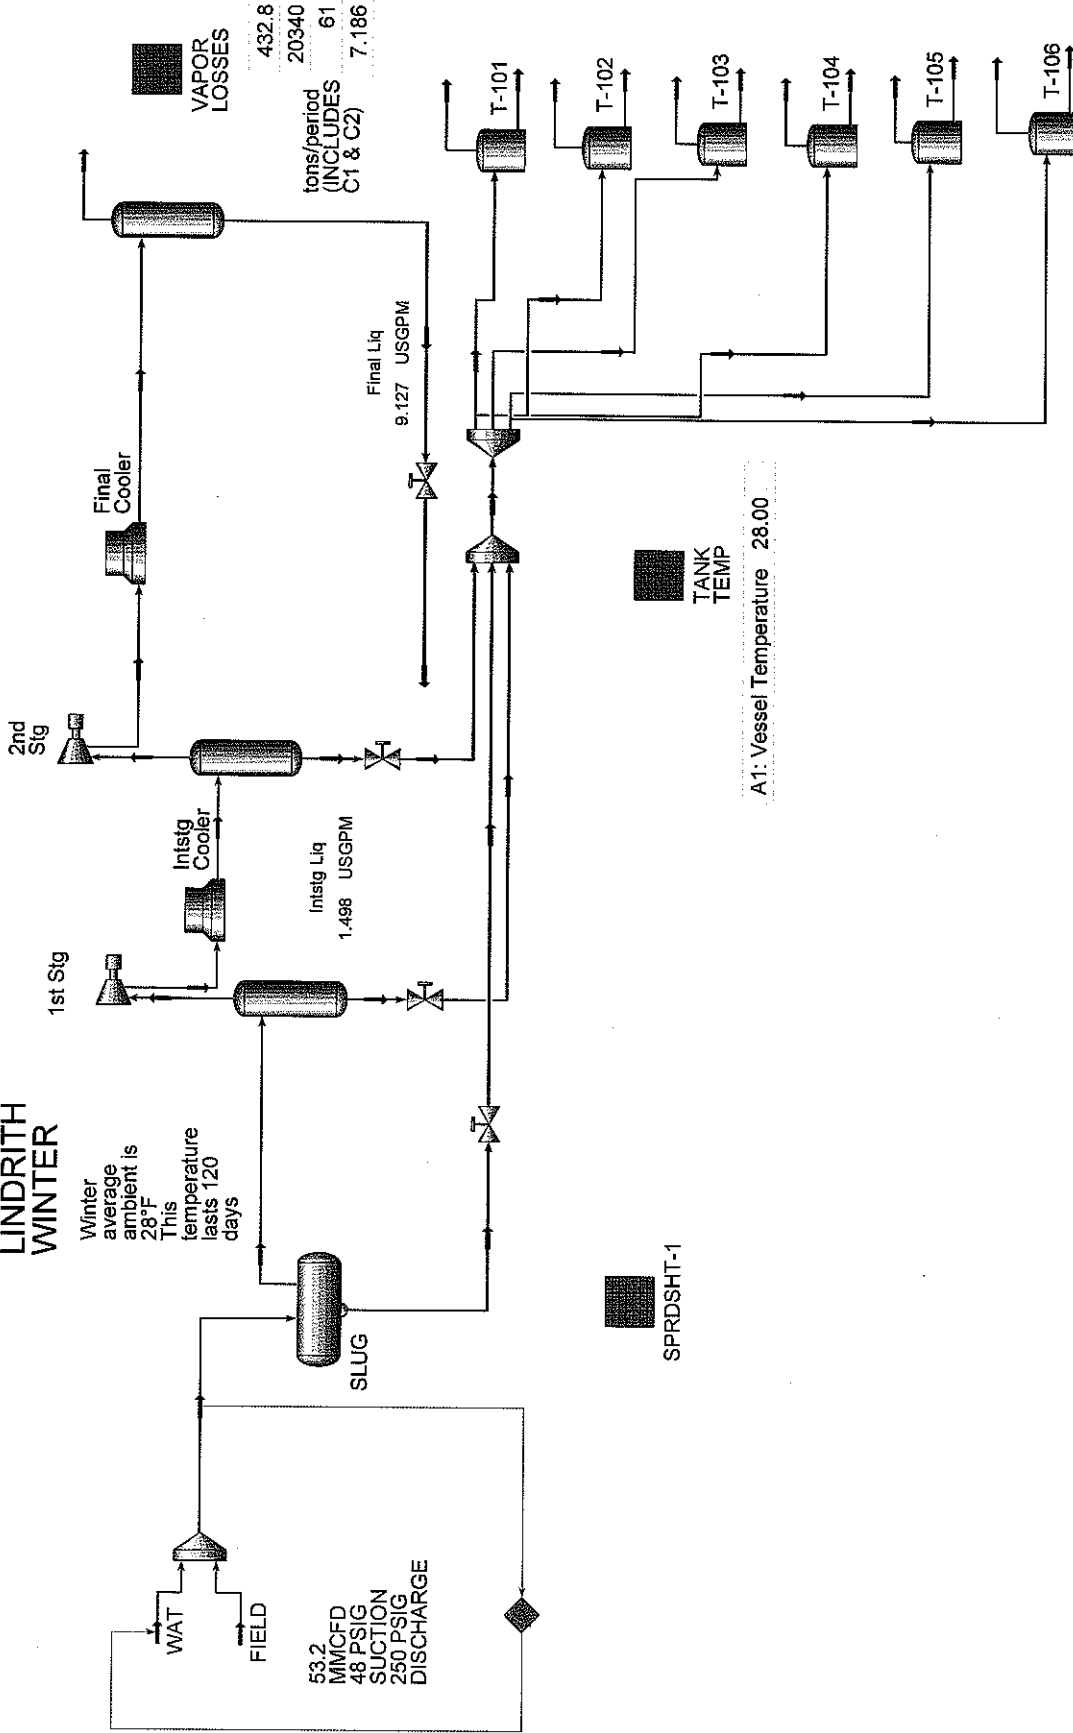 LINDRITH
WINTER
Winter
average
ambient is
28°F
This
temperature
lasts 120
days
WAT
FIELD
53.2
MMCFD
48 PSIG
SUCTION
250 PSIG
DISCHARGE
SLUG
SPRDSHT-1
1st Stg
Intstg
Cooler
Intstg Liq
1.498 USGPM
2nd
Stg
Final
Cooler
Final Liq
9.127 USGPM
TANK
TEMP
A1: Vessel Temperature 28.00
VAPOR
LOSSES
432.8
20340
61
7.186
tons/period
(INCLUDES
C1 & C2)
T-101
T-102
T-103
T-104
T-105
T-106